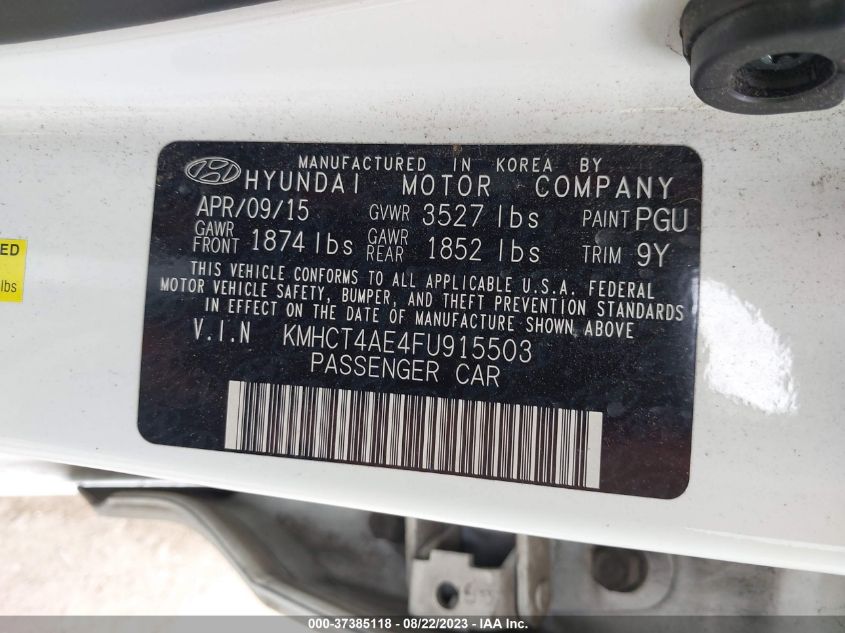 MANUFACTURED IN KOREA BY
HYUNDAI MOTOR COMPANY
APR/09/15 GVWR 3527 lbs PAINT PGU
GAWR FRONT 1874 lbs GAWR REAR 1852 lbs TRIM 9Y
THIS VEHICLE CONFORMS TO ALL APPLICABLE U.S.A. FEDERAL
MOTOR VEHICLE SAFETY, BUMPER, AND THEFT PREVENTION STANDARDS
IN EFFECT ON THE DATE OF MANUFACTURE SHOWN ABOVE
V.I.N KMHCT4AE4FU915503
PASSENGER CAR
ED
lbs
000-37385118 - 08/22/2023 - IAA Inc.